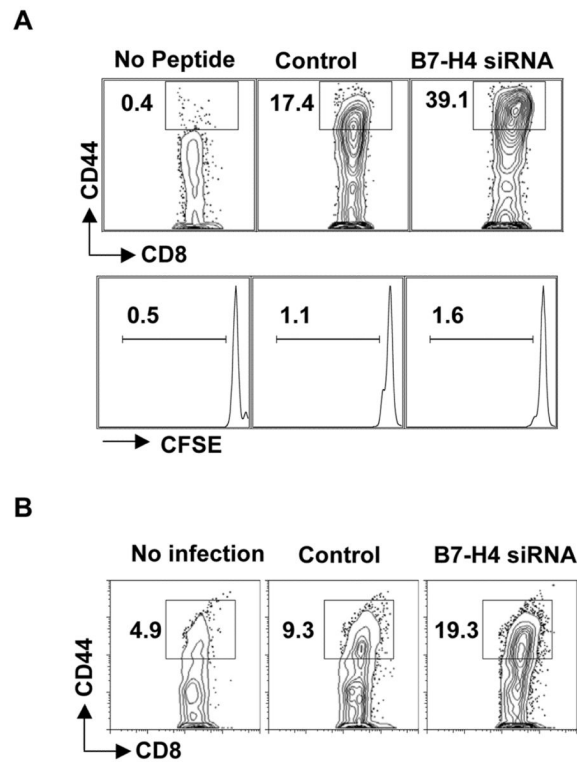 A
No Peptide Control B7-H4 siRNA
0.4 17.4 39.1
CD44
CD8
0.5 1.1 1.6
CFSE
B
No infection Control B7-H4 siRNA
4.9 9.3 19.3
CD44
CD8